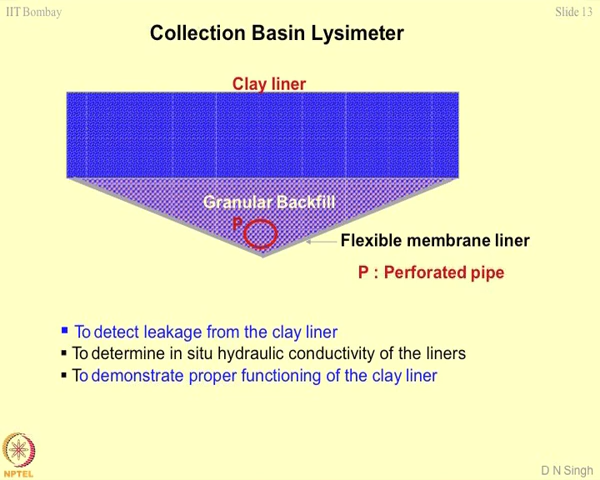 IIT Bombay
Slide 13
Collection Basin Lysimeter
Clay liner
Granular Backfill
P
Flexible membrane liner
P : Perforated pipe
▪ To detect leakage from the clay liner
▪ To determine in situ hydraulic conductivity of the liners
▪ To demonstrate proper functioning of the clay liner
NPTEL
D N Singh